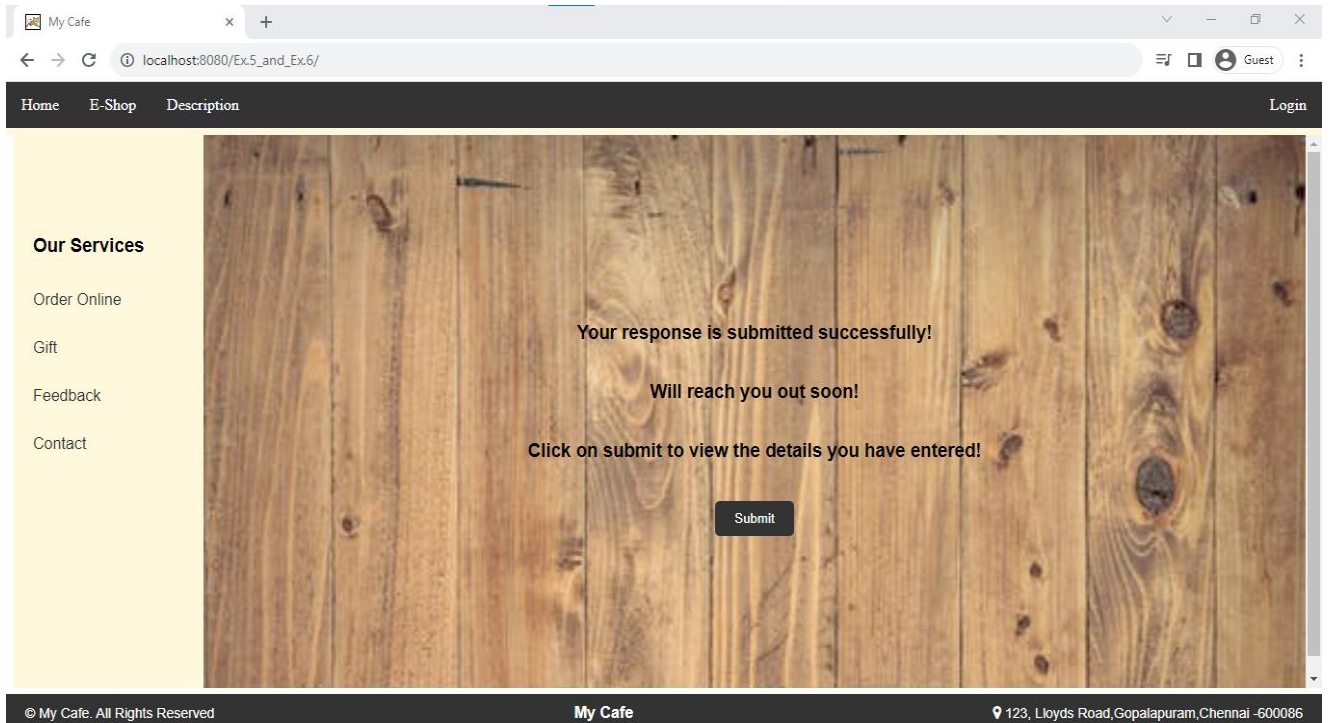 My Cafe
localhost:8080/Ex.5_and_Ex.6/
Guest
Home E-Shop Description Login
Our Services
Order Online
Gift
Feedback
Contact
Your response is submitted successfully!
Will reach you out soon!
Click on submit to view the details you have entered!
Submit
© My Cafe. All Rights Reserved My Cafe 123, Lloyds Road,Gopalapuram,Chennai -600086